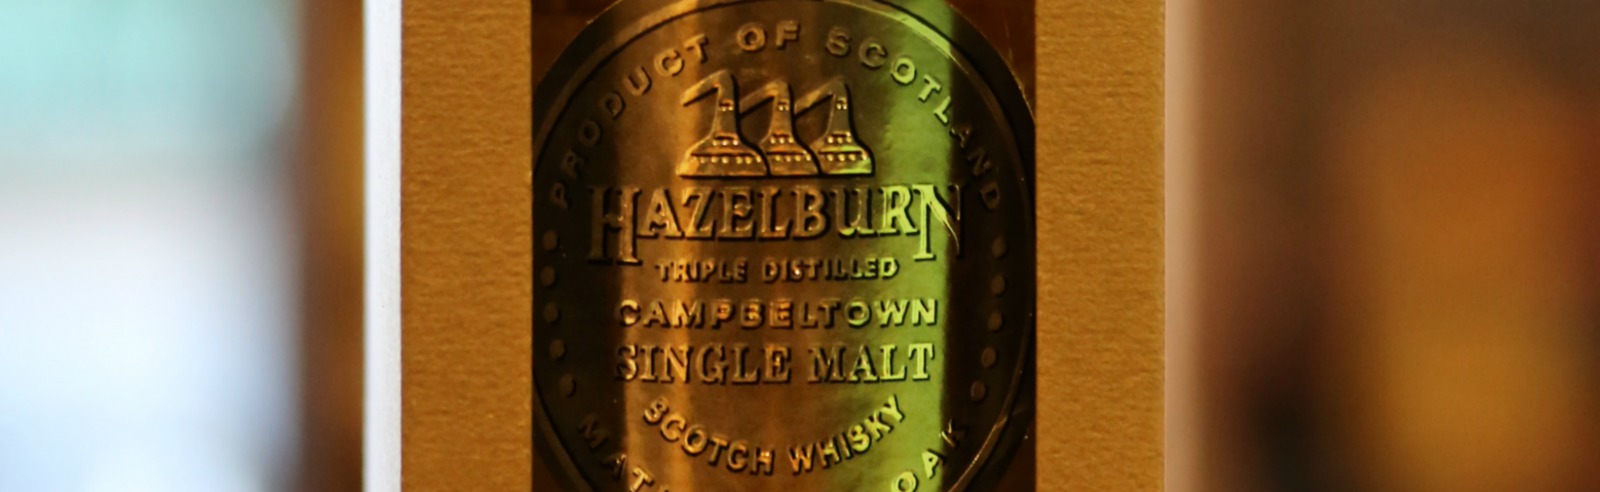 PRODUCT OF SCOTLAND
HAZELBURN
TRIPLE DISTILLED
CAMPBELTOWN
SINGLE MALT
SCOTCH WHISKY
OAK